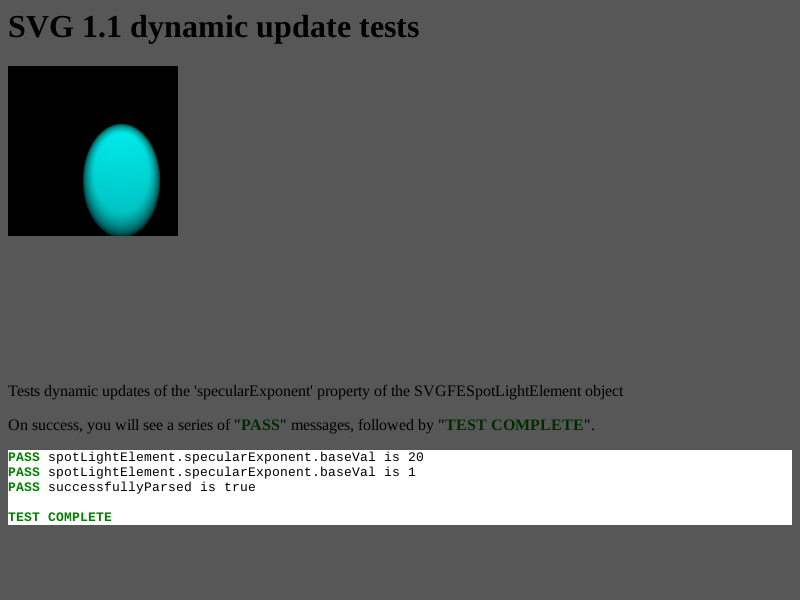 SVG 1.1 dynamic update tests
Tests dynamic updates of the 'specularExponent' property of the SVGFESpotLightElement object
On success, you will see a series of "PASS" messages, followed by "TEST COMPLETE".
PASS spotLightElement.specularExponent.baseVal is 20
PASS spotLightElement.specularExponent.baseVal is 1
PASS successfullyParsed is true
TEST COMPLETE